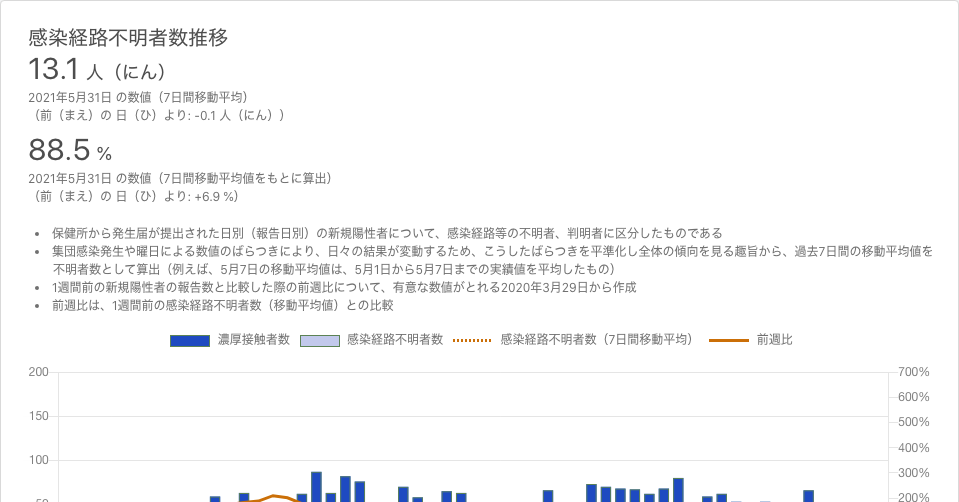 感染経路不明者数推移
13.1 人（にん）
2021年5月31日 の数値（7日間移動平均）
（前（まえ）の 日（ひ）より: -0.1 人（にん））
88.5 %
2021年5月31日 の数値（7日間移動平均値をもとに算出）
（前（まえ）の 日（ひ）より: +6.9 %）
• 保健所から発生届が提出された日別（報告日別）の新規陽性者について、感染経路等の不明者、判明者に区分したものである
• 集団感染発生や曜日による数値のばらつきにより、日々の結果が変動するため、こうしたばらつきを平準化し全体の傾向を見る趣旨から、過去7日間の移動平均値を
不明者数として算出（例えば、5月7日の移動平均値は、5月1日から5月7日までの実績値を平均したもの）
• 1週間前の新規陽性者の報告数と比較した際の前週比について、有意な数値がとれる2020年3月29日から作成
• 前週比は、1週間前の感染経路不明者数（移動平均値）との比較
濃厚接触者数 感染経路不明者数 感染経路不明者数（7日間移動平均） 前週比
200 700%
600%
150 500%
400%
100 300%
50 200%